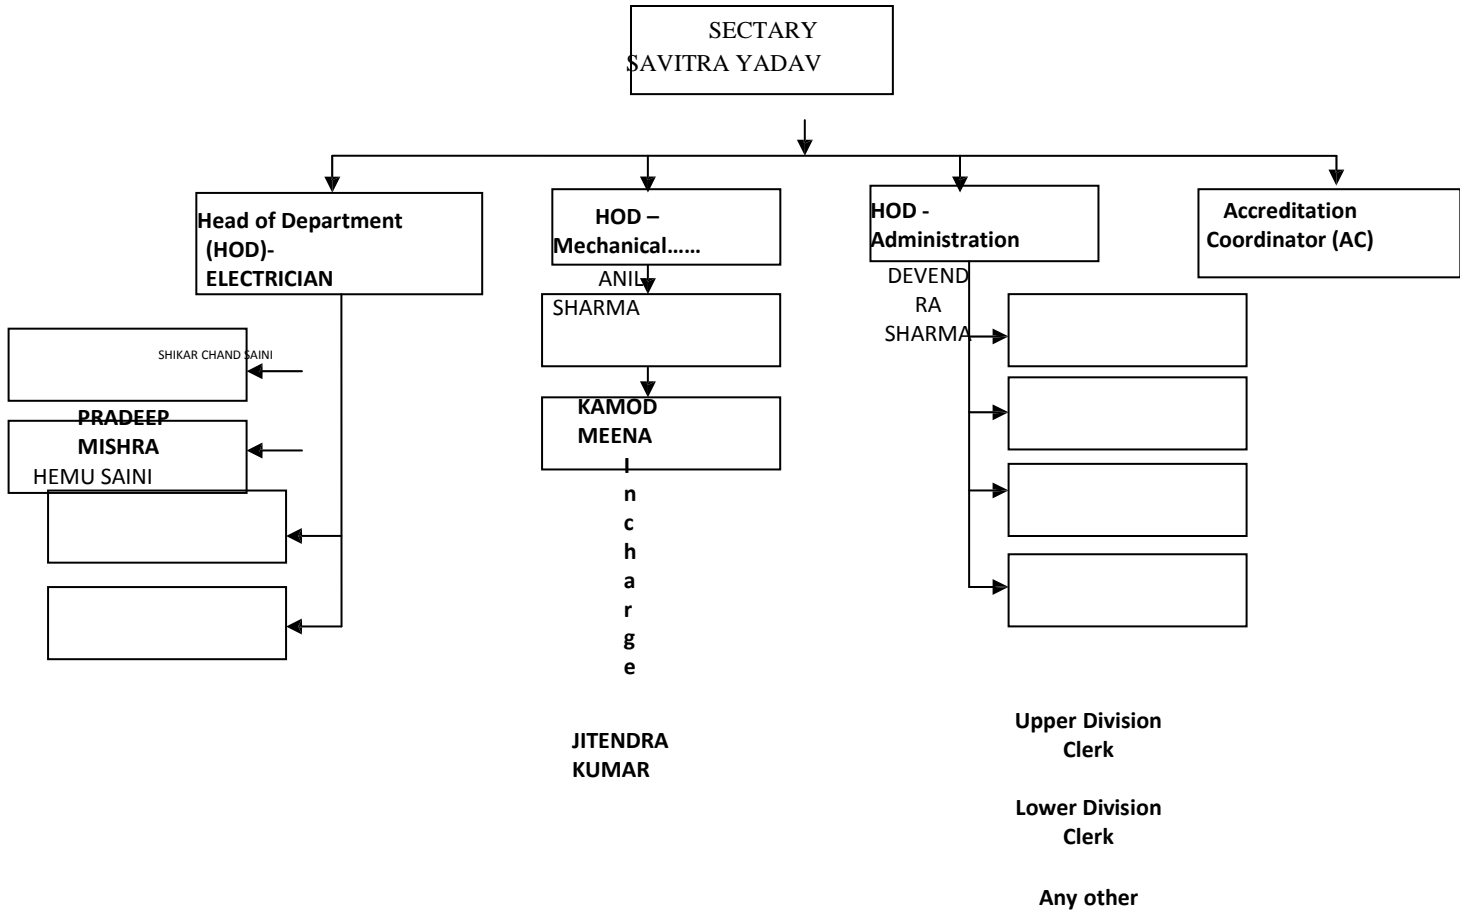 SECTARY
SAVITRA YADAV
Head of Department
(HOD)-
ELECTRICIAN
HOD –
Mechanical……
HOD -
Administration
Accreditation
Coordinator (AC)
ANIL
SHARMA
DEVEND
RA
SHARMA
SHIKAR CHAND SAINI
PRADEEP
MISHRA
HEMU SAINI
KAMOD
MEENA
I
n
c
h
a
r
g
e
JITENDRA
KUMAR
Upper Division
Clerk
Lower Division
Clerk
Any other